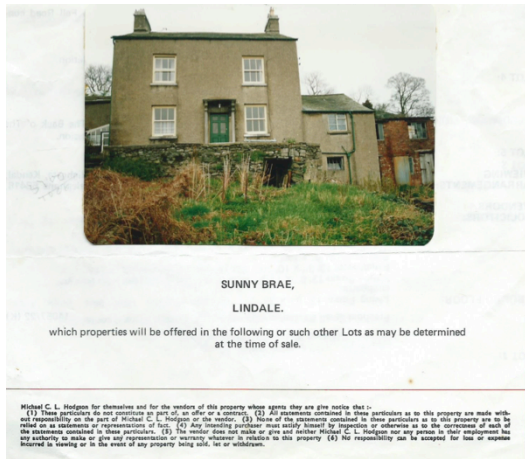 SUNNY BRAE,
LINDALE.
which properties will be offered in the following or such other Lots as may be determined
at the time of sale.
Michael C. L. Hodgson for themselves and for the vendors of this property whose agents they are give notice that :-
(1) These particulars do not constitute an part of, an offer or a contract. (2) All statements contained in these particulars as to this property are made with-
out responsibility on the part of Michael C. L. Hodgson or the vendor. (3) None of the statements contained in these particulars as to this property are to be
relied on as statements or representations of fact. (4) Any intending purchaser must satisfy himself by inspection or otherwise as to the correctness of each of
the statements contained in these particulars. (5) The vendor does not make or give and neither Michael C. L. Hodgson nor any person in their employment has
any authority to make or give any representation or warranty whatever in relation to this property (6) No responsibility can be accepted for loss or expense
incurred in viewing or in the event of any property being sold, let or withdrawn.